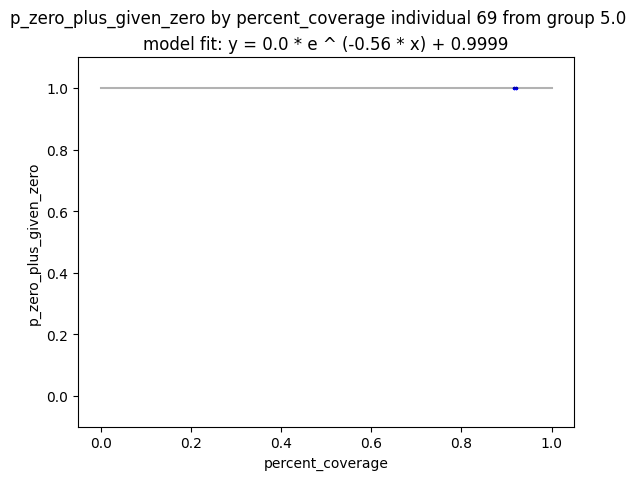 p_zero_plus_given_zero by percent_coverage individual 69 from group 5.0
model fit: y = 0.0 * e ^ (-0.56 * x) + 0.9999
1.0
0.8
0.6
0.4
0.2
0.0
p_zero_plus_given_zero
0.0 0.2 0.4 0.6 0.8 1.0
percent_coverage